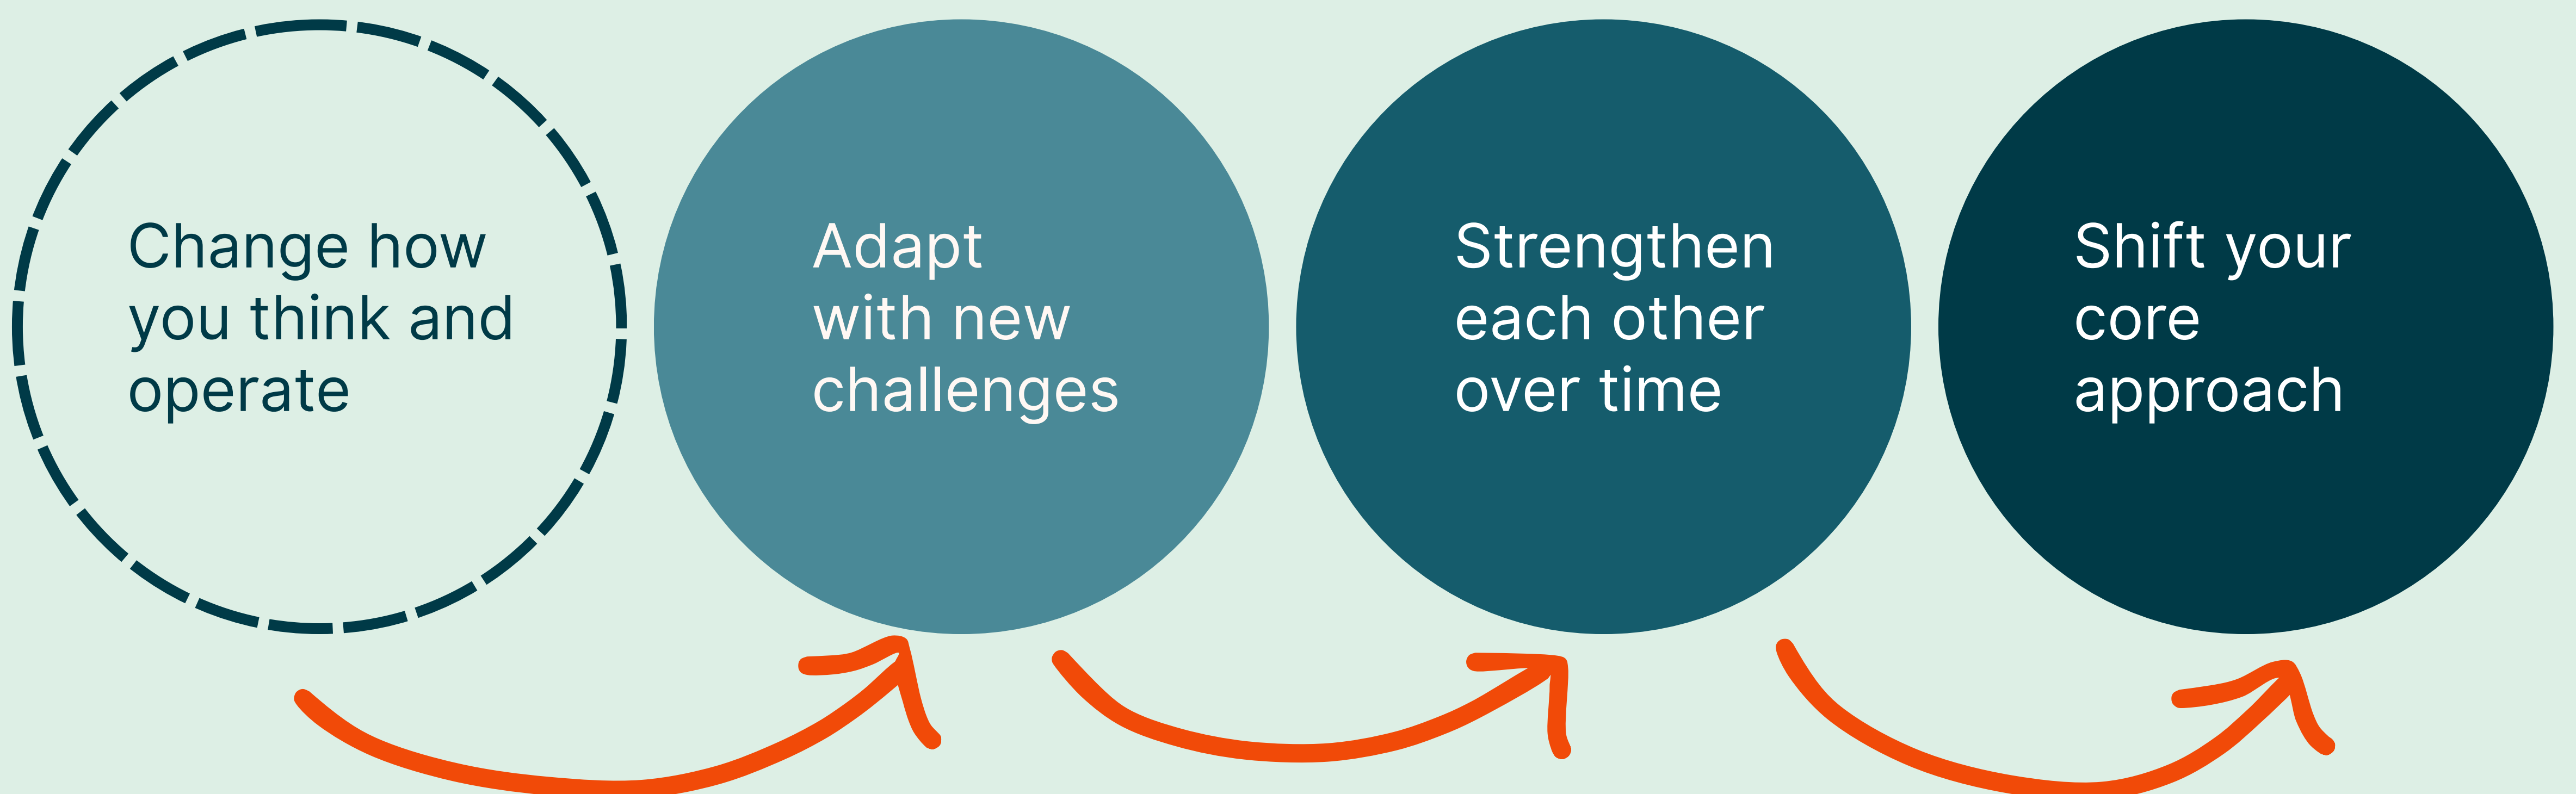 Change how
you think and
operate
Adapt
with new
challenges
Strengthen
each other
over time
Shift your
core
approach